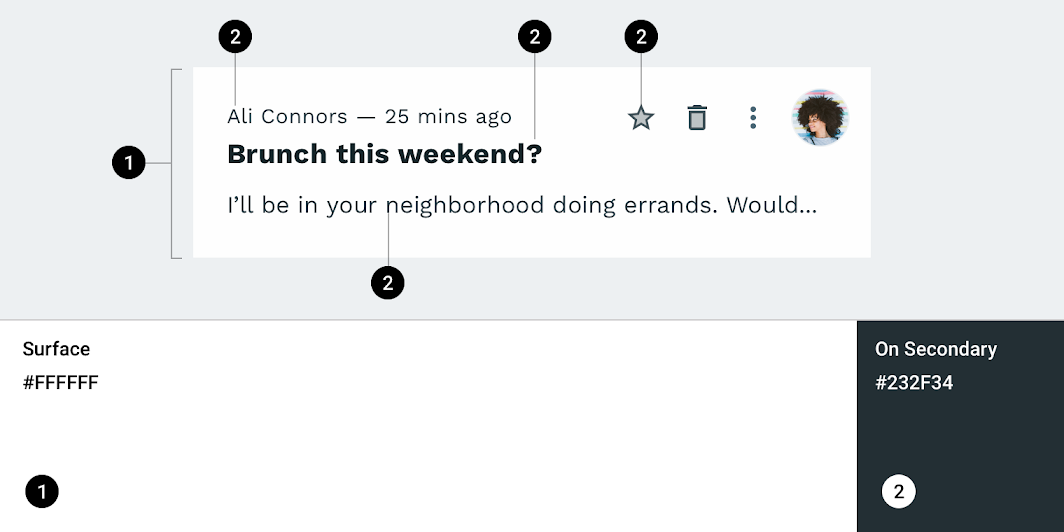 2 2 2
Ali Connors — 25 mins ago
Brunch this weekend?
1
I’ll be in your neighborhood doing errands. Would...
2
Surface
#FFFFFF
1
On Secondary
#232F34
2